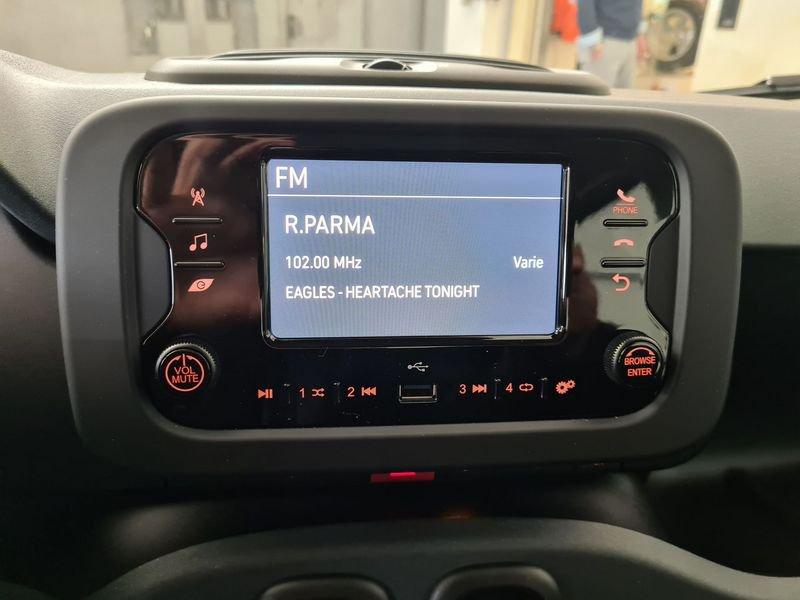 FM
R.PARMA
102.00 MHz Varie
EAGLES - HEARTACHE TONIGHT
PHONE
VOL
MUTE
BROWSE
ENTER
1 2 3 4